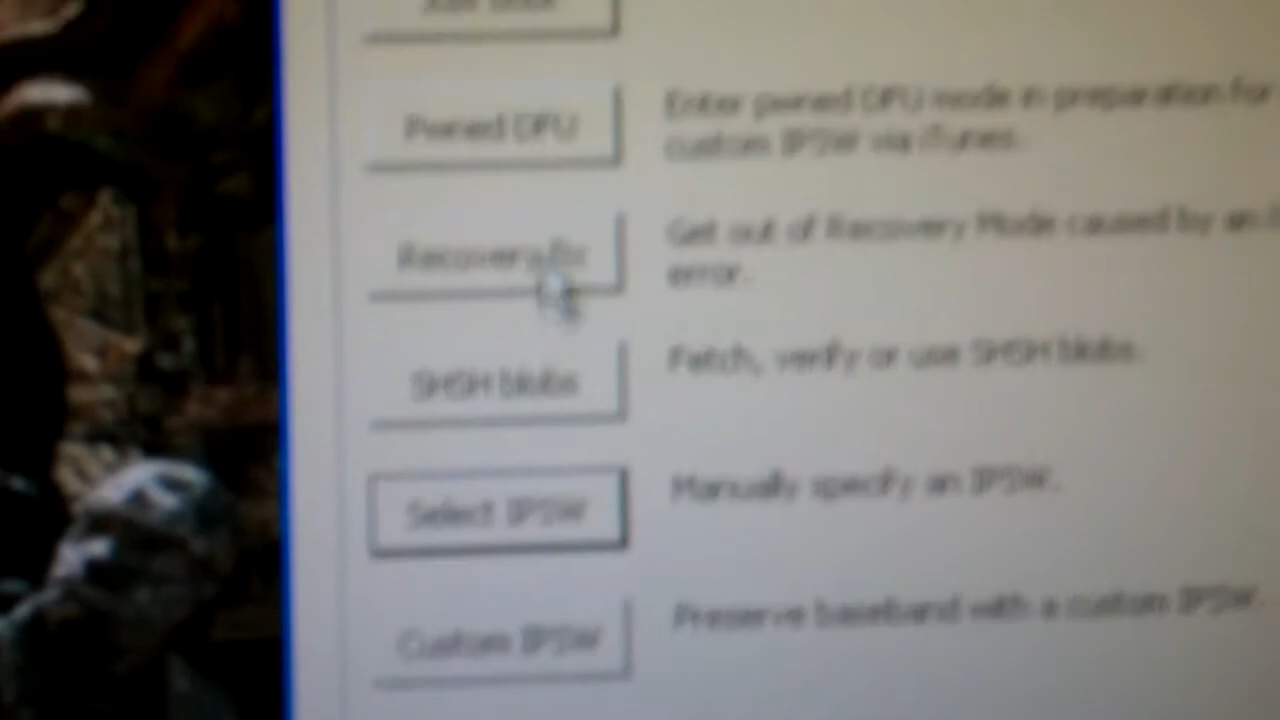 Just boot
Pwned DFU
Enter pwned DFU mode in preparation for
custom IPSW via iTunes.
Recovery fix
Get out of Recovery Mode caused by an
error.
SHSH blobs
Fetch, verify or use SHSH blobs.
Select IPSW
Manually specify an IPSW.
Custom IPSW
Preserve baseband with a custom IPSW.